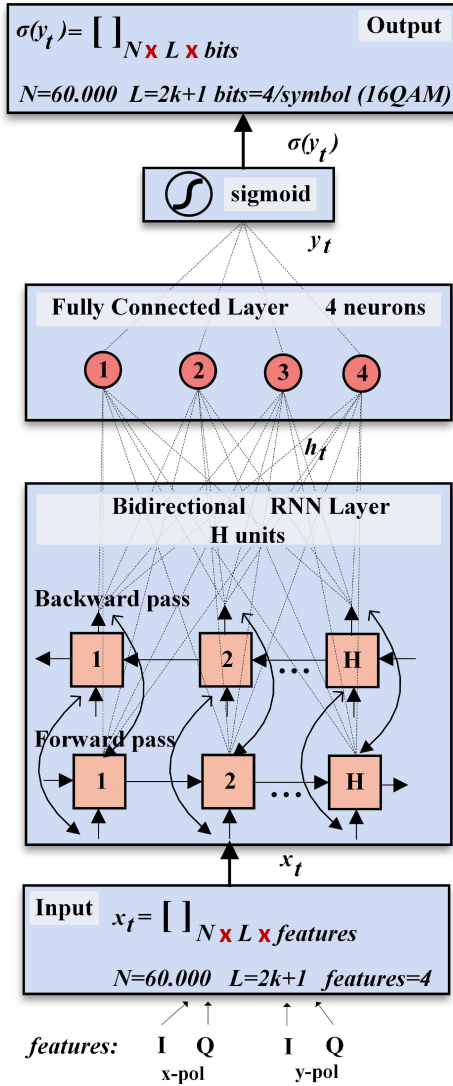 σ(y_t) = [ ] N x L x bits Output
N=60.000 L=2k+1 bits=4/symbol (16QAM)
σ(y_t)
sigmoid
y_t
Fully Connected Layer 4 neurons
1 2 3 4
h_t
Bidirectional RNN Layer
H units
Backward pass
1 2 ... H
Forward pass
1 2 ... H
x_t
Input
x_t = [ ] N x L x features
N=60.000 L=2k+1 features=4
features: I Q I Q
x-pol y-pol